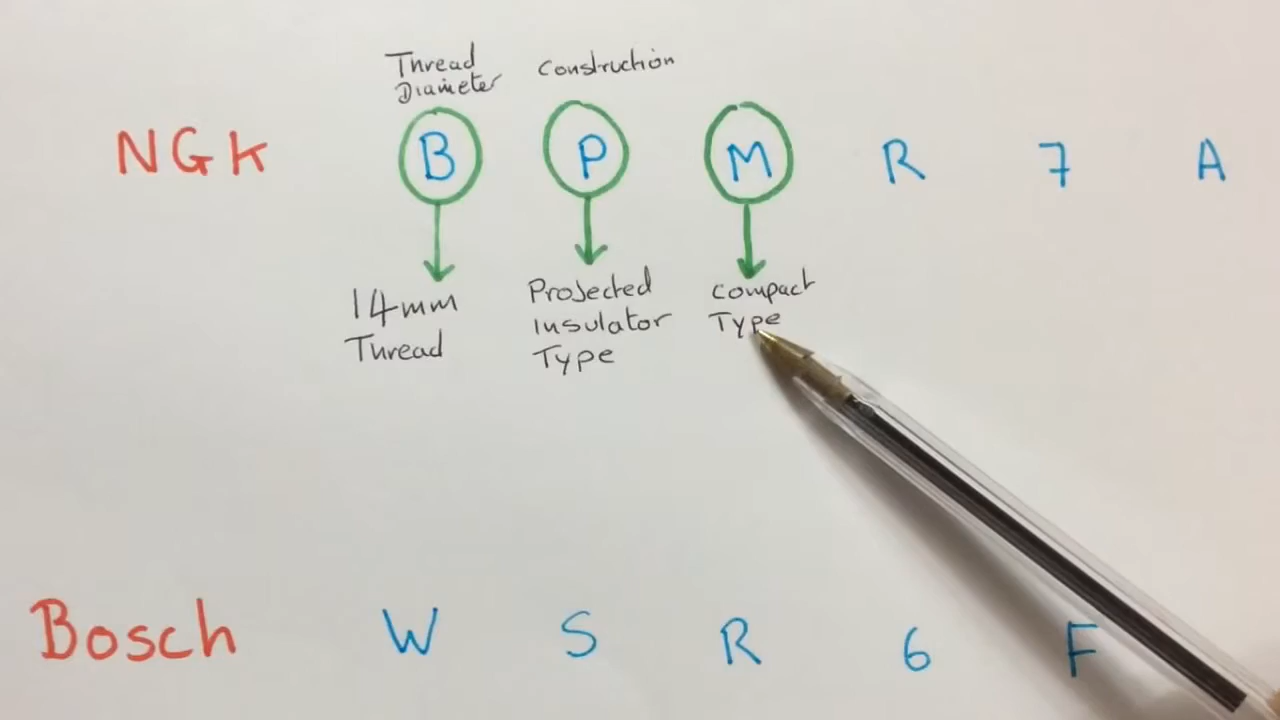 Thread
Diameter
Construction
NGK B P M R 7 A
14mm
Thread
Projected
Insulator
Type
Compact
Type
Bosch W S R 6 F